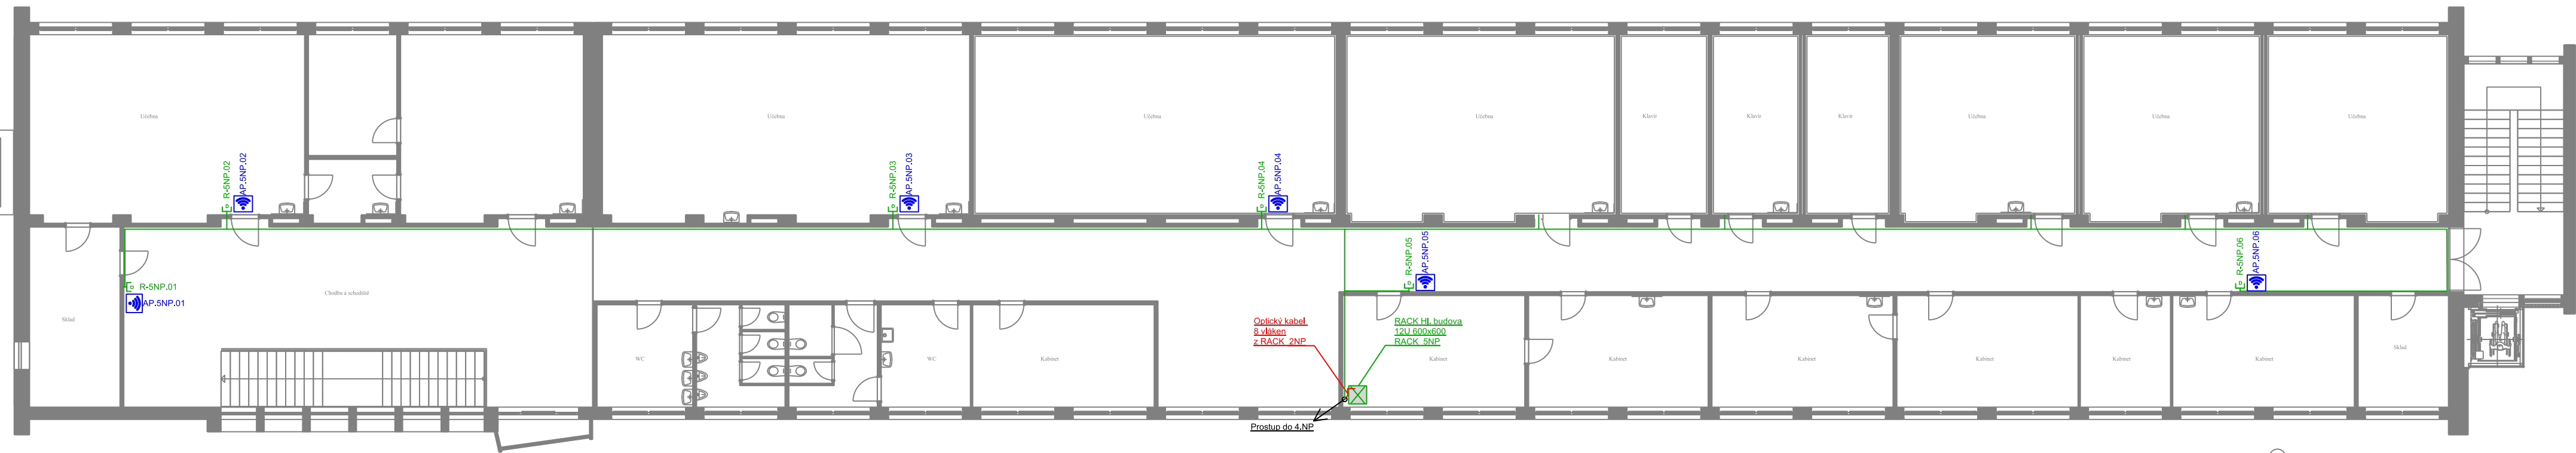 Učebna
Učebna
Učebna
Učebna
Klavír
Klavír
Klavír
Učebna
Učebna
Učebna
R-5NP.02
AP.5NP.02
R-5NP.03
AP.5NP.03
R-5NP.04
AP.5NP.04
R-5NP.05
AP.5NP.05
R-5NP.06
AP.5NP.06
R-5NP.01
AP.5NP.01
Chodba a schodiště
Sklad
Optický kabel
8 vláken
z RACK 2NP
RACK Hl. budova
12U 600x600
RACK 5NP
WC
WC
Kabinet
Kabinet
Kabinet
Kabinet
Kabinet
Kabinet
Kabinet
Sklad
Prostup do 4.NP